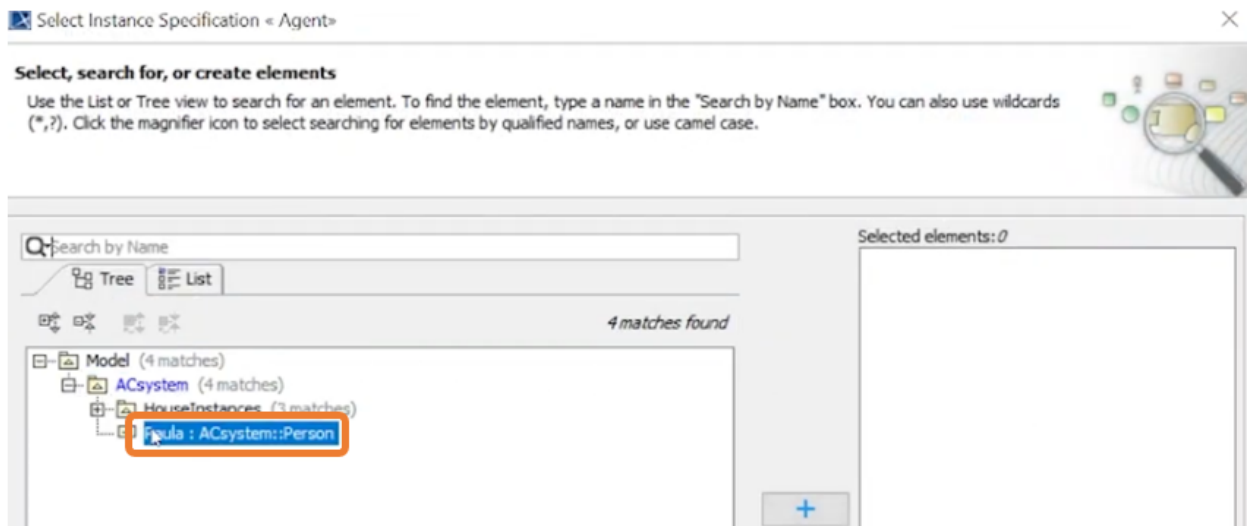 Select Instance Specification « Agent»
Select, search for, or create elements
Use the List or Tree view to search for an element. To find the element, type a name in the "Search by Name" box. You can also use wildcards
(*,?). Click the magnifier icon to select searching for elements by qualified names, or use camel case.
Search by Name
Selected elements: 0
Tree
List
4 matches found
Model (4 matches)
ACsystem (4 matches)
HouseInstances (3 matches)
Paula : ACsystem::Person